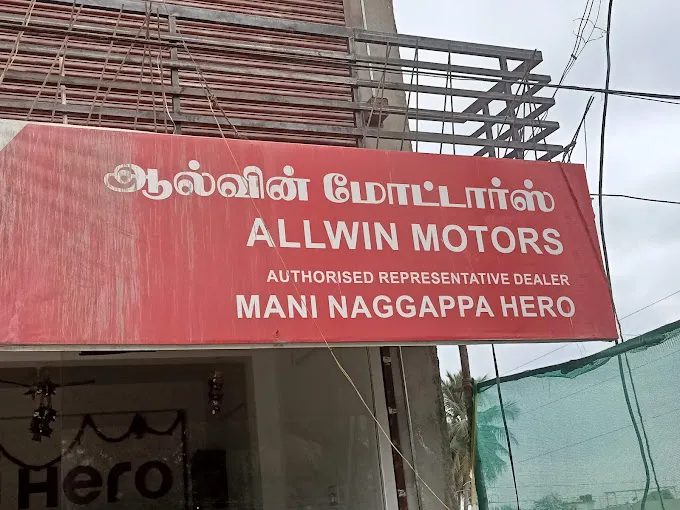 ஆல்வின் மோட்டார்ஸ்
ALLWIN MOTORS
AUTHORISED REPRESENTATIVE DEALER
MANI NAGGAPPA HERO
Hero